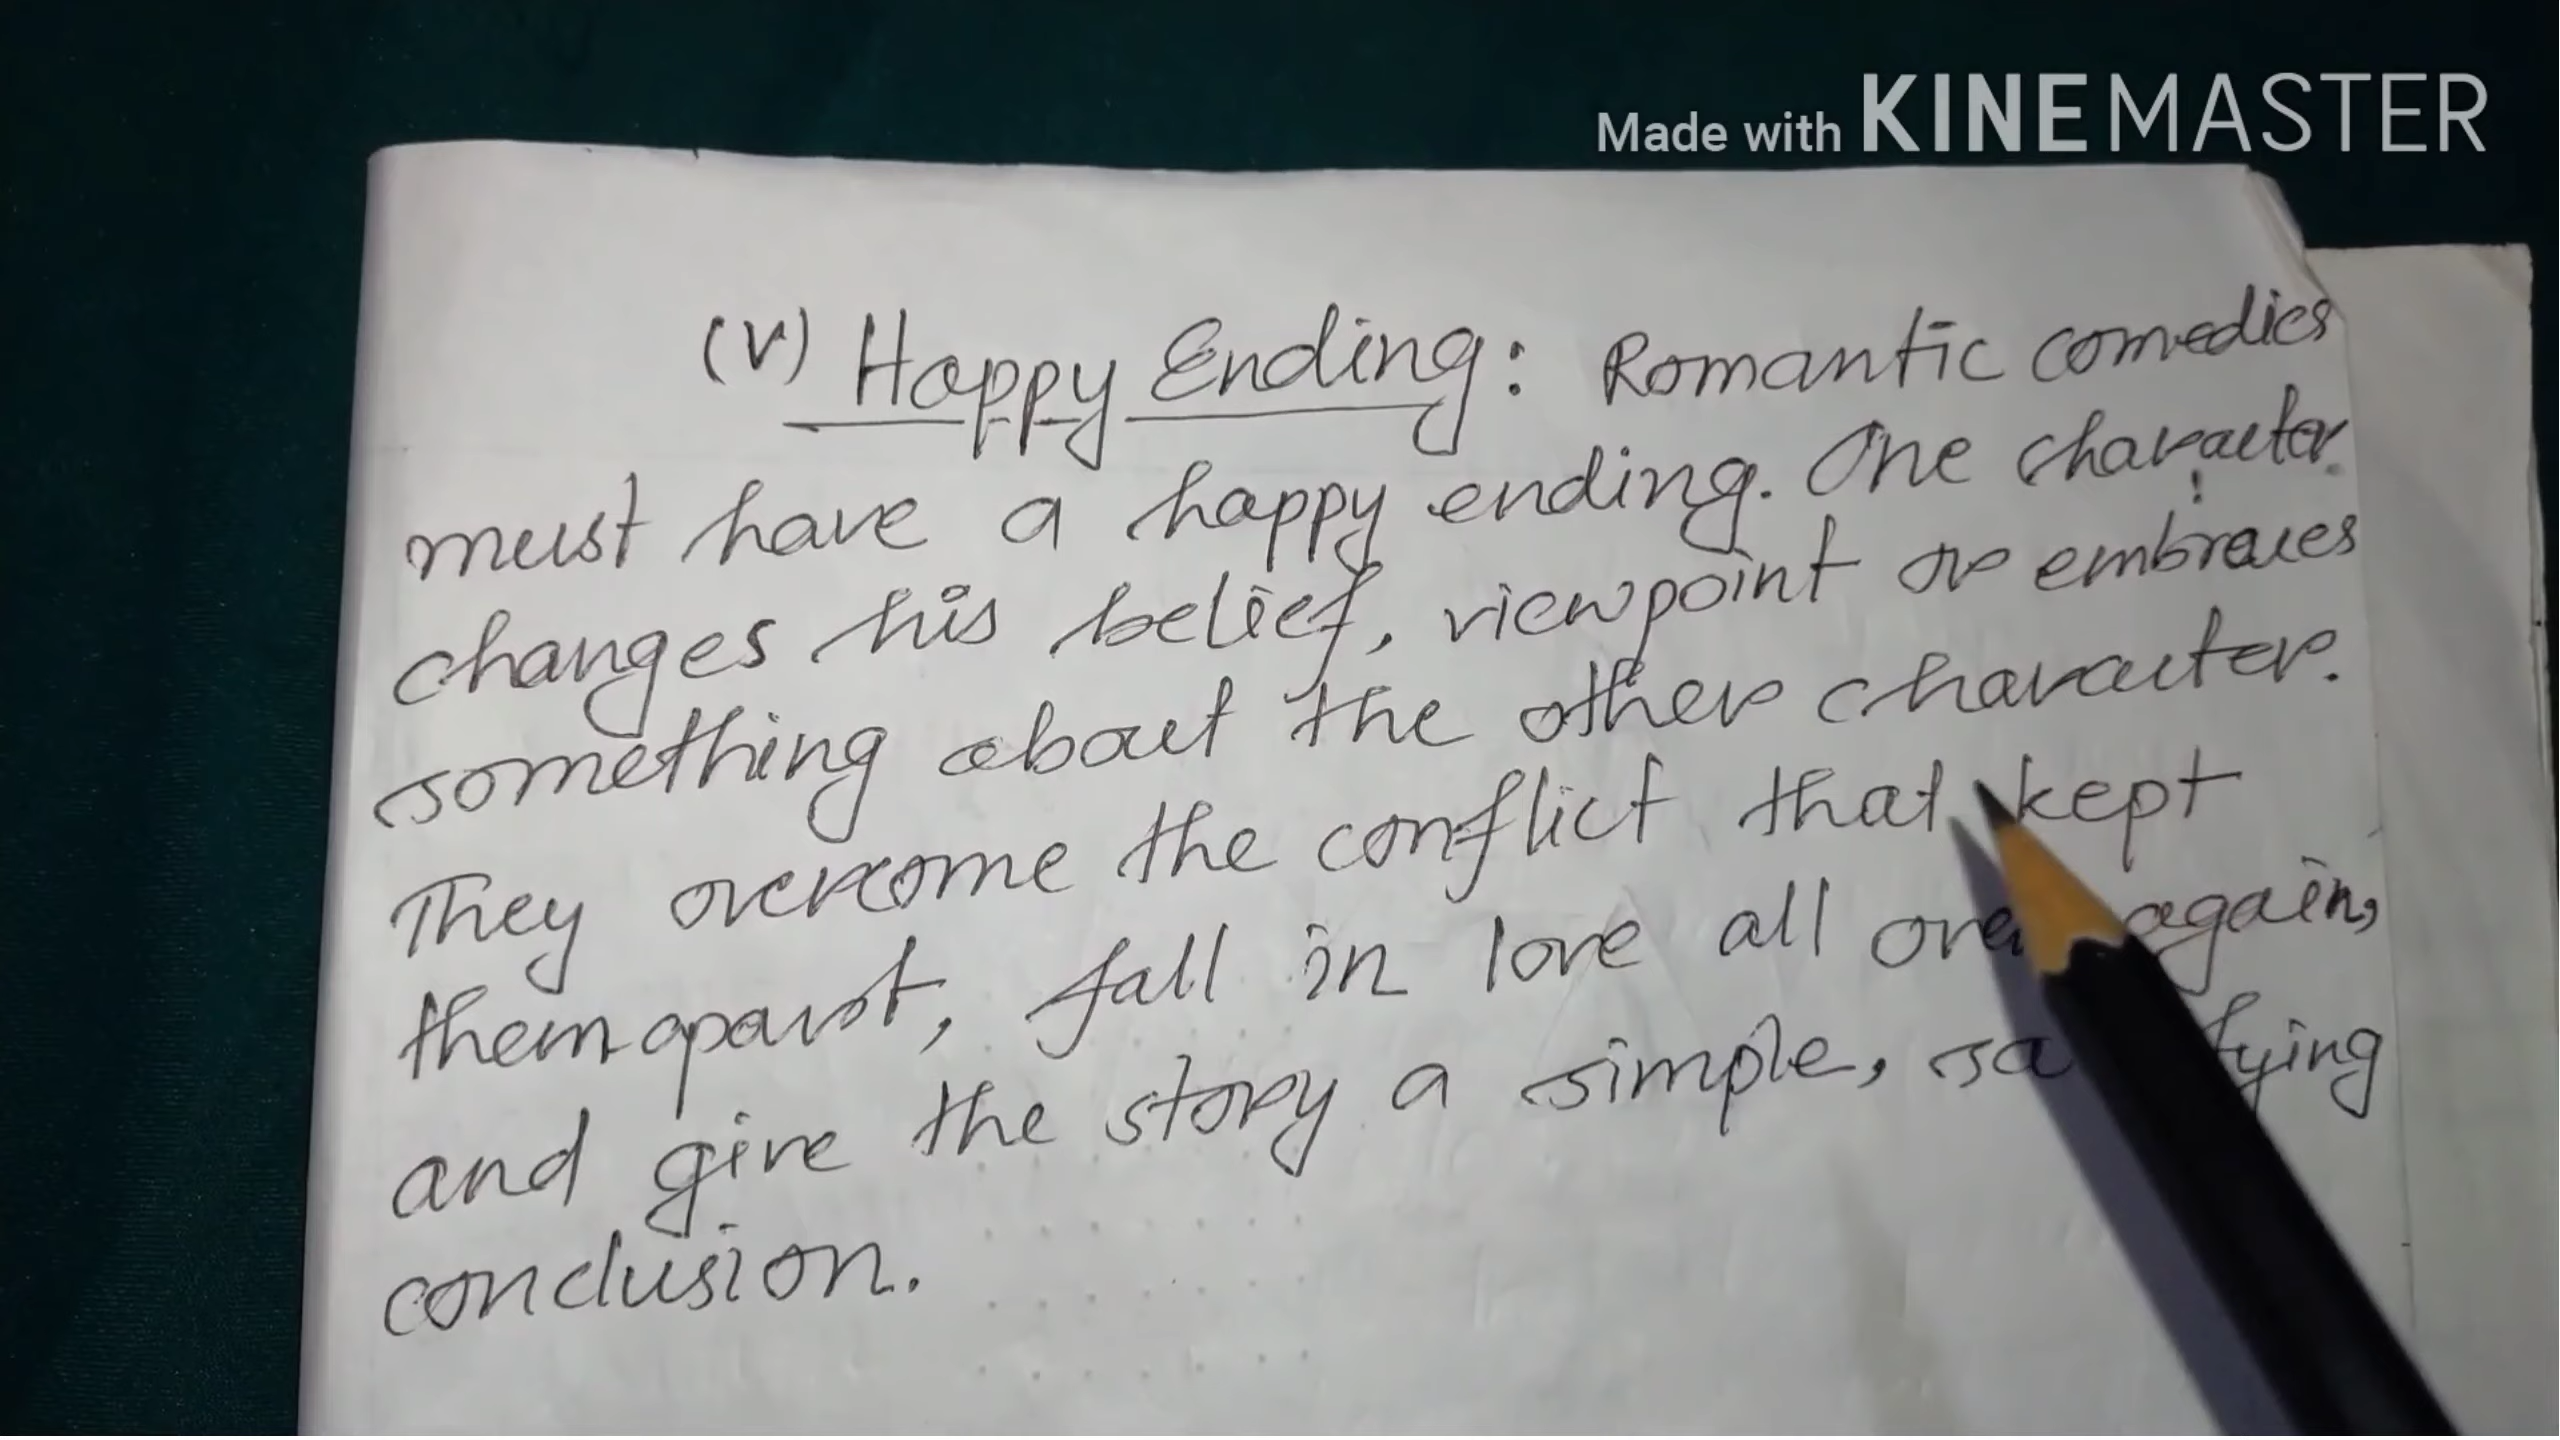 Made with KINEMASTER
(V) Happy Ending: Romantic comedies
must have a happy ending. One character
changes his belief, viewpoint or embraces
something about the other character.
They overcome the conflict that kept
them apart, fall in love all over again,
and give the story a simple, satisfying
conclusion.